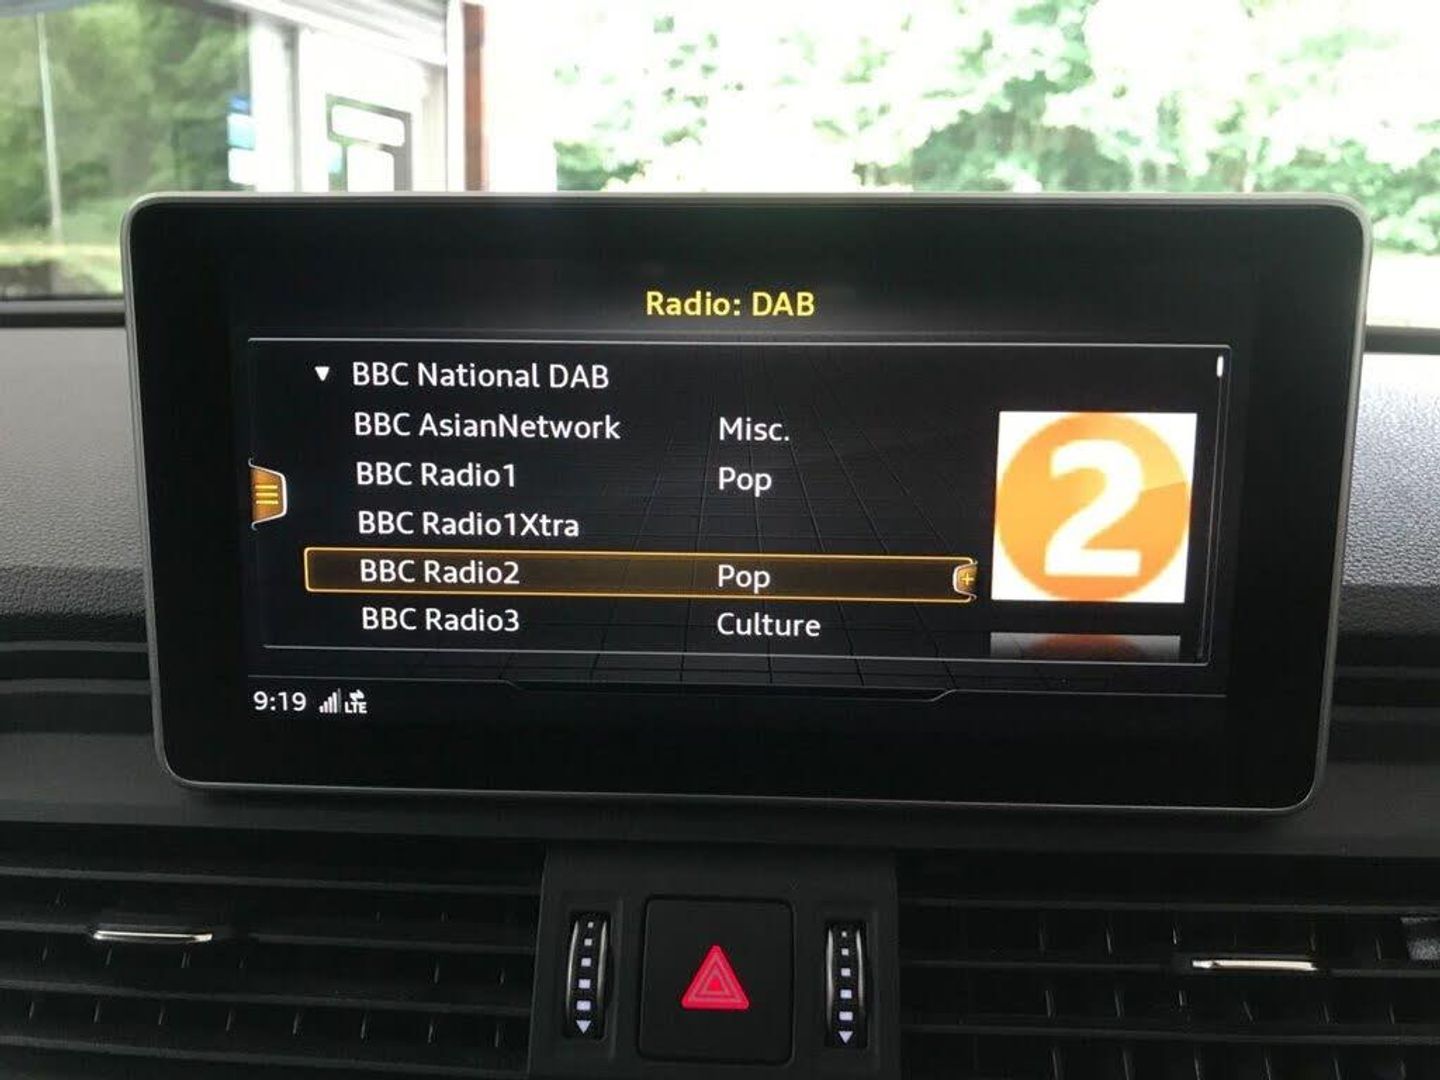 Radio: DAB
BBC National DAB
BBC AsianNetwork Misc.
BBC Radio1 Pop
BBC Radio1Xtra
BBC Radio2 Pop
BBC Radio3 Culture
2
9:19 LTE